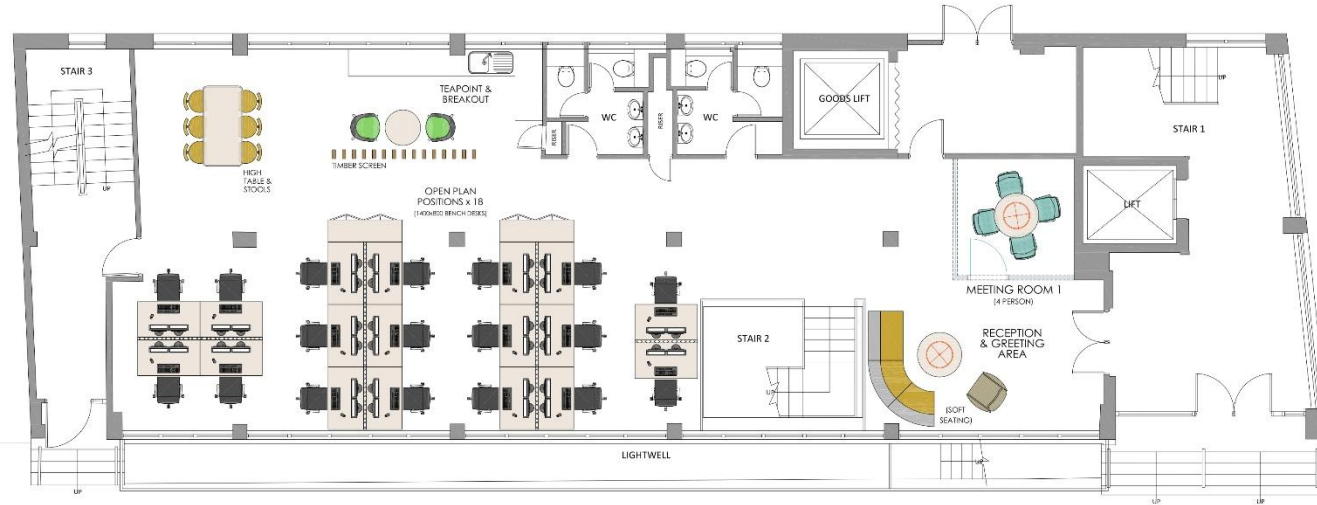 STAIR 3
UP
HIGH
TABLE &
STOOLS
TEAPOINT &
BREAKOUT
TIMBER SCREEN
OPEN PLAN
POSITIONS x 18
(1400x800 BENCH DESKS)
RISER
WC
RISER
WC
GOODS LIFT
UP
STAIR 1
LIFT
MEETING ROOM 1
(4 PERSON)
RECEPTION
& GREETING
AREA
(SOFT
SEATING)
STAIR 2
UP
LIGHTWELL
UP
UP
UP
UP